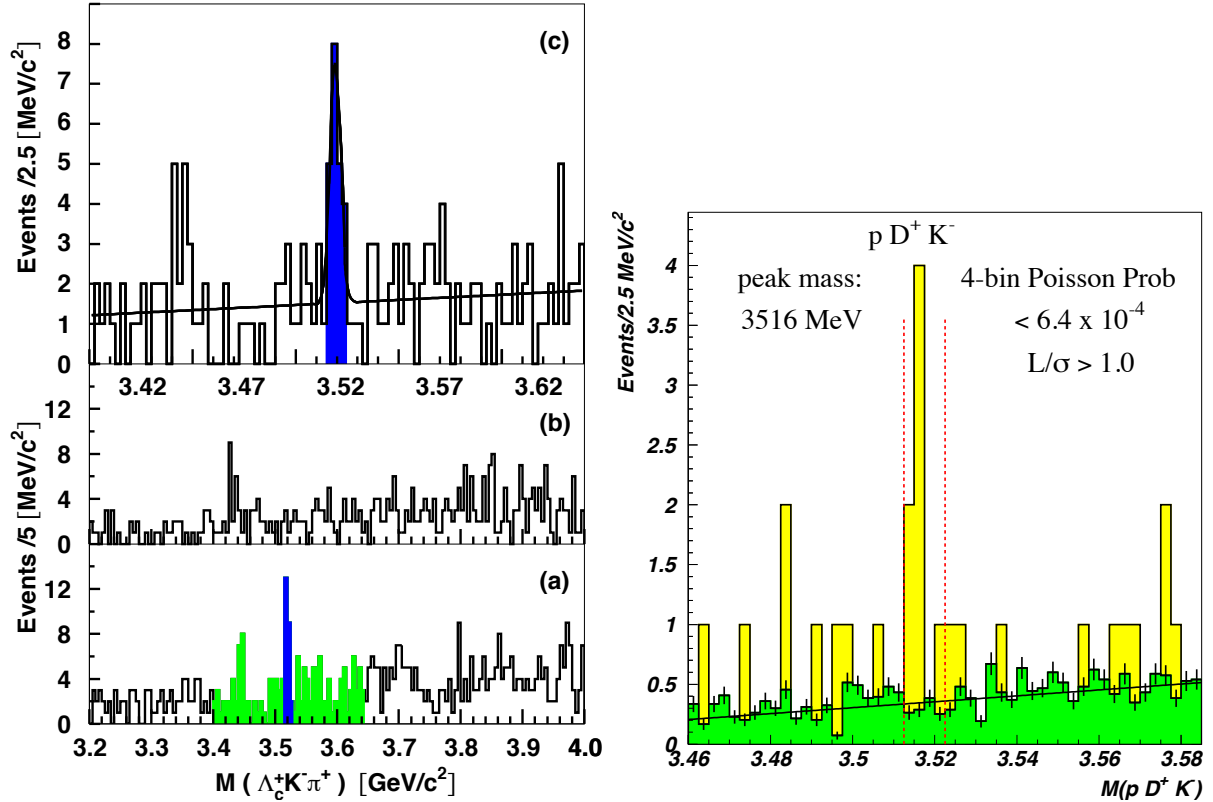 (c)
Events /2.5 [MeV/c²]
8
7
6
5
4
3
2
1
0
3.42 3.47 3.52 3.57 3.62
(b)
12
8
4
0
Events /5 [MeV/c²]
(a)
12
8
4
0
3.2 3.3 3.4 3.5 3.6 3.7 3.8 3.9 4.0
M ( Λc⁺K⁻π⁺ ) [GeV/c²]
Events/2.5 MeV/c²
p D⁺ K⁻
peak mass:
3516 MeV
4-bin Poisson Prob
< 6.4 x 10⁻⁴
L/σ > 1.0
4
3.5
3
2.5
2
1.5
1
0.5
0
3.46 3.48 3.5 3.52 3.54 3.56 3.58
M(p D⁺ K⁻)